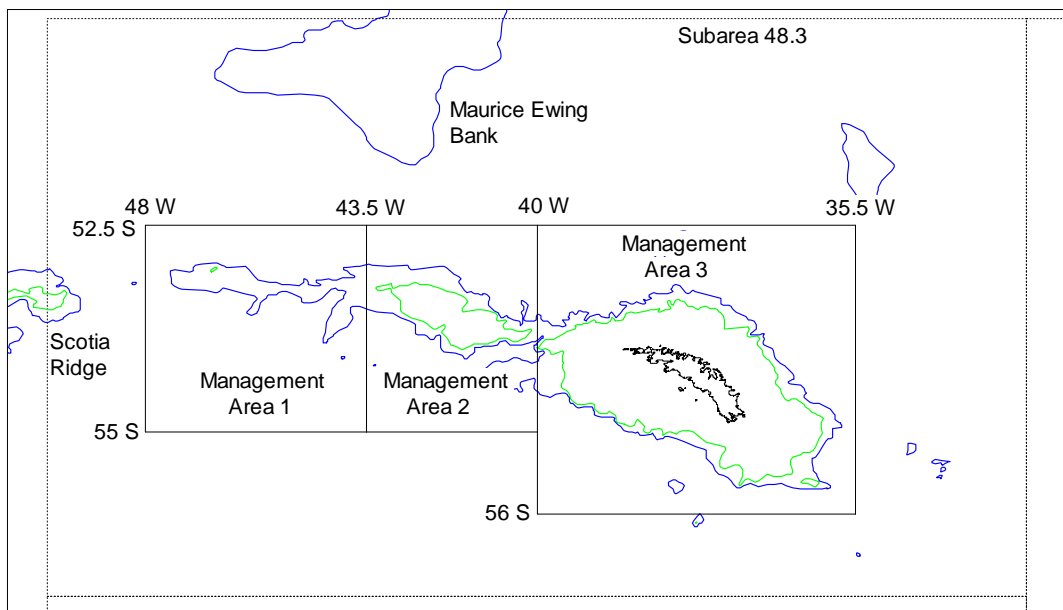 Subarea 48.3
Maurice Ewing
Bank
48 W
43.5 W
40 W
35.5 W
52.5 S
Management
Area 3
Scotia
Ridge
Management
Area 1
Management
Area 2
55 S
56 S